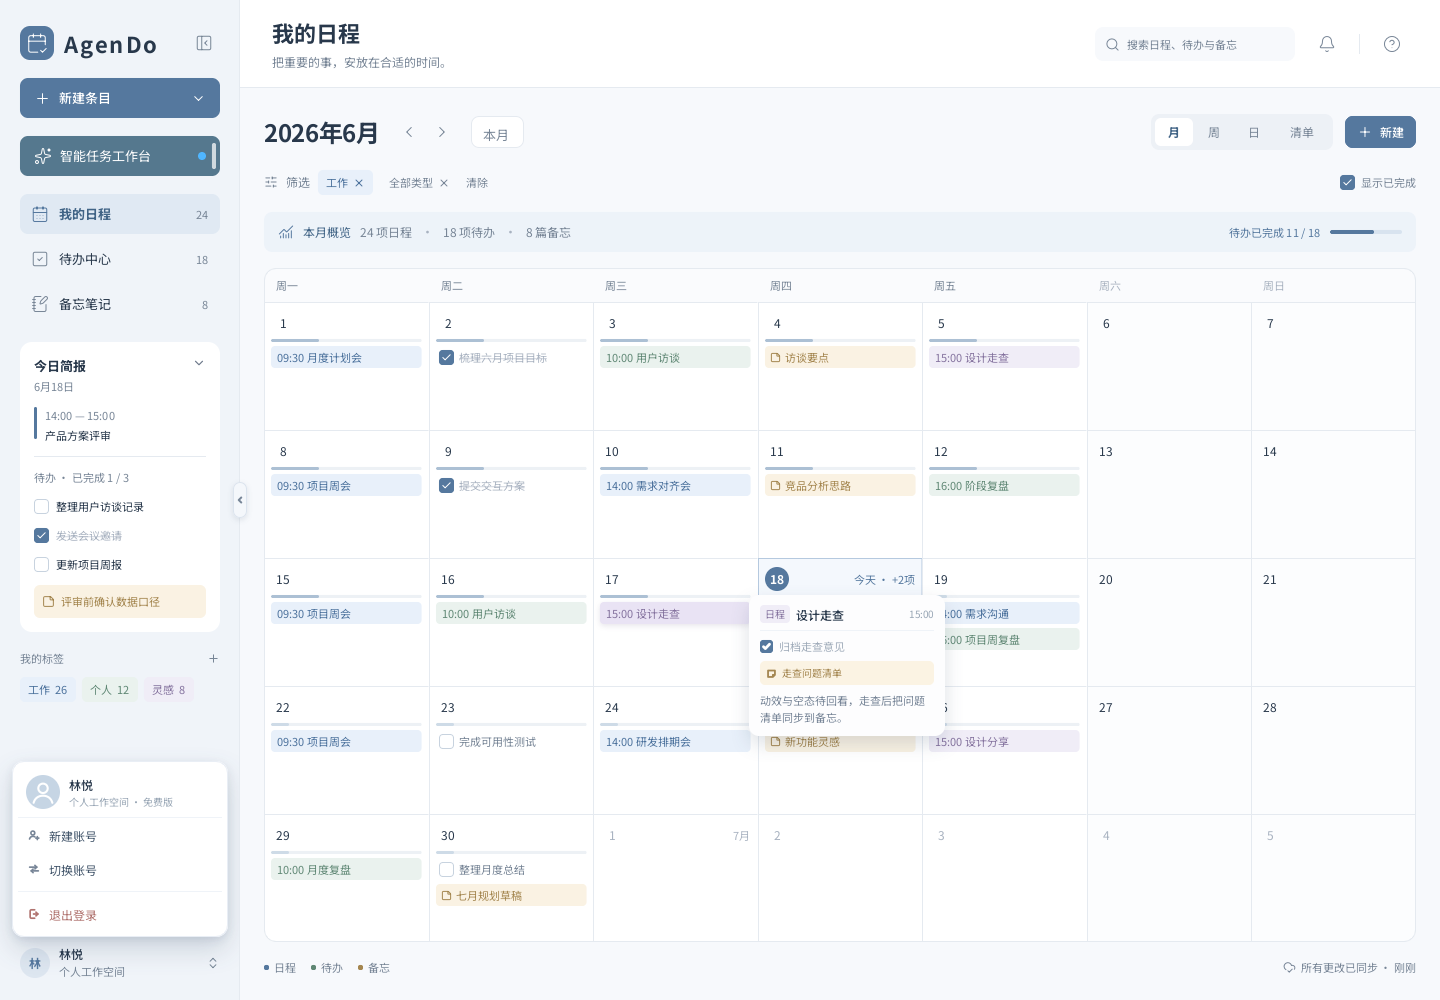 AgenDo
新建条目
智能任务工作台
我的日程 24
待办中心 18
备忘笔记 8
今日简报
6月18日
14:00 — 15:00
产品方案评审
待办 · 已完成 1 / 3
整理用户访谈记录
发送会议邀请
更新项目周报
评审前确认数据口径
我的标签
工作 26 个人 12 灵感 8
林悦
个人工作空间 · 免费版
新建账号
切换账号
退出登录
林 林悦
个人工作空间
我的日程
把重要的事，安放在合适的时间。
搜索日程、待办与备忘
2026年6月 本月
月 周 日 清单
新建
筛选 工作 全部类型 清除
显示已完成
本月概览 24 项日程 · 18 项待办 · 8 篇备忘
待办已完成 11 / 18
周一 周二 周三 周四 周五 周六 周日
1 2 3 4 5 6 7
09:30 月度计划会 梳理六月项目目标 10:00 用户访谈 访谈要点 15:00 设计走查
8 9 10 11 12 13 14
09:30 项目周会 提交交互方案 14:00 需求对齐会 竞品分析思路 16:00 阶段复盘
15 16 17 18 今天 · +2项 19 20 21
09:30 项目周会 10:00 用户访谈 15:00 设计走查 :00 需求沟通
:00 项目周复盘
日程 设计走查 15:00
归档走查意见
走查问题清单
动效与空态待回看，走查后把问题
清单同步到备忘。
22 23 24 27 28
09:30 项目周会 完成可用性测试 14:00 研发排期会 新功能灵感 15:00 设计分享
29 30 1 7月 2 3 4 5
10:00 月度复盘 整理月度总结
七月规划草稿
日程 待办 备忘
所有更改已同步 · 刚刚